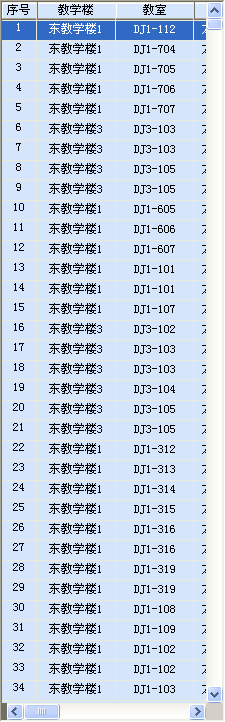 序号 教学楼 教室
1 东教学楼1 DJ1-112
2 东教学楼1 DJ1-704
3 东教学楼1 DJ1-705
4 东教学楼1 DJ1-706
5 东教学楼1 DJ1-707
6 东教学楼3 DJ3-103
7 东教学楼3 DJ3-103
8 东教学楼3 DJ3-105
9 东教学楼3 DJ3-105
10 东教学楼1 DJ1-605
11 东教学楼1 DJ1-606
12 东教学楼1 DJ1-607
13 东教学楼1 DJ1-101
14 东教学楼1 DJ1-101
15 东教学楼1 DJ1-107
16 东教学楼3 DJ3-102
17 东教学楼3 DJ3-103
18 东教学楼3 DJ3-103
19 东教学楼3 DJ3-104
20 东教学楼3 DJ3-105
21 东教学楼3 DJ3-105
22 东教学楼1 DJ1-312
23 东教学楼1 DJ1-313
24 东教学楼1 DJ1-314
25 东教学楼1 DJ1-315
26 东教学楼1 DJ1-316
27 东教学楼1 DJ1-316
28 东教学楼1 DJ1-319
29 东教学楼1 DJ1-319
30 东教学楼1 DJ1-108
31 东教学楼1 DJ1-109
32 东教学楼1 DJ1-102
33 东教学楼1 DJ1-102
34 东教学楼1 DJ1-103